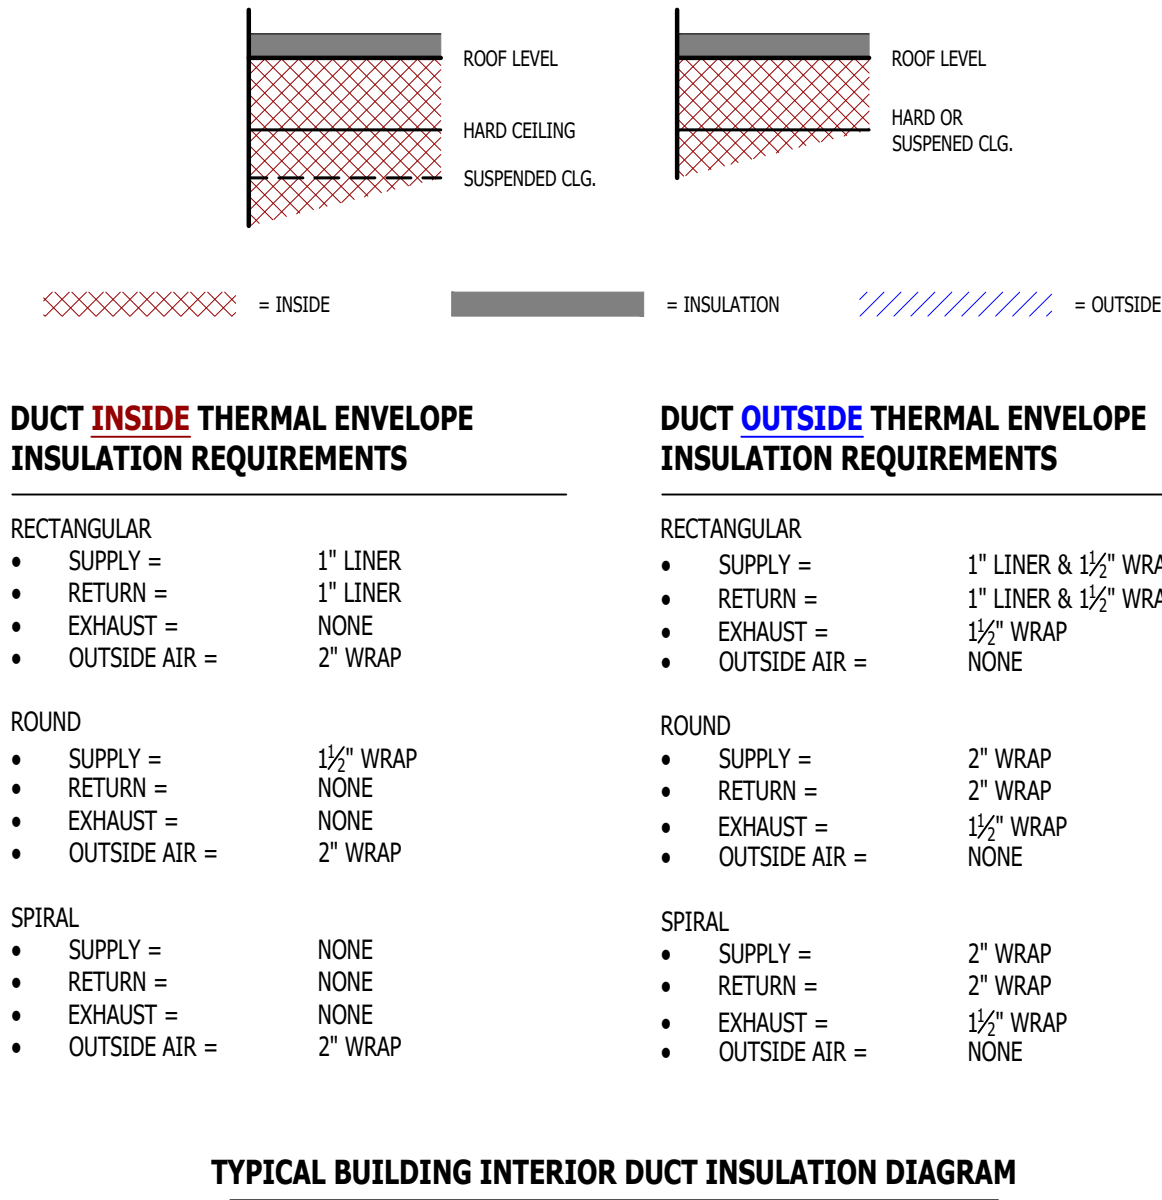 ROOF LEVEL
HARD CEILING
SUSPENDED CLG.
ROOF LEVEL
HARD OR
SUSPENED CLG.
= INSIDE
= INSULATION
= OUTSIDE
DUCT INSIDE THERMAL ENVELOPE
INSULATION REQUIREMENTS
RECTANGULAR
• SUPPLY = 1" LINER
• RETURN = 1" LINER
• EXHAUST = NONE
• OUTSIDE AIR = 2" WRAP
ROUND
• SUPPLY = 1½" WRAP
• RETURN = NONE
• EXHAUST = NONE
• OUTSIDE AIR = 2" WRAP
SPIRAL
• SUPPLY = NONE
• RETURN = NONE
• EXHAUST = NONE
• OUTSIDE AIR = 2" WRAP
DUCT OUTSIDE THERMAL ENVELOPE
INSULATION REQUIREMENTS
RECTANGULAR
• SUPPLY = 1" LINER & 1½"
• RETURN = 1" LINER & 1½"
• EXHAUST = 1½" WRAP
• OUTSIDE AIR = NONE
ROUND
• SUPPLY = 2" WRAP
• RETURN = 2" WRAP
• EXHAUST = 1½" WRAP
• OUTSIDE AIR = NONE
SPIRAL
• SUPPLY = 2" WRAP
• RETURN = 2" WRAP
• EXHAUST = 1½" WRAP
• OUTSIDE AIR = NONE
TYPICAL BUILDING INTERIOR DUCT INSULATION DIAGRAM